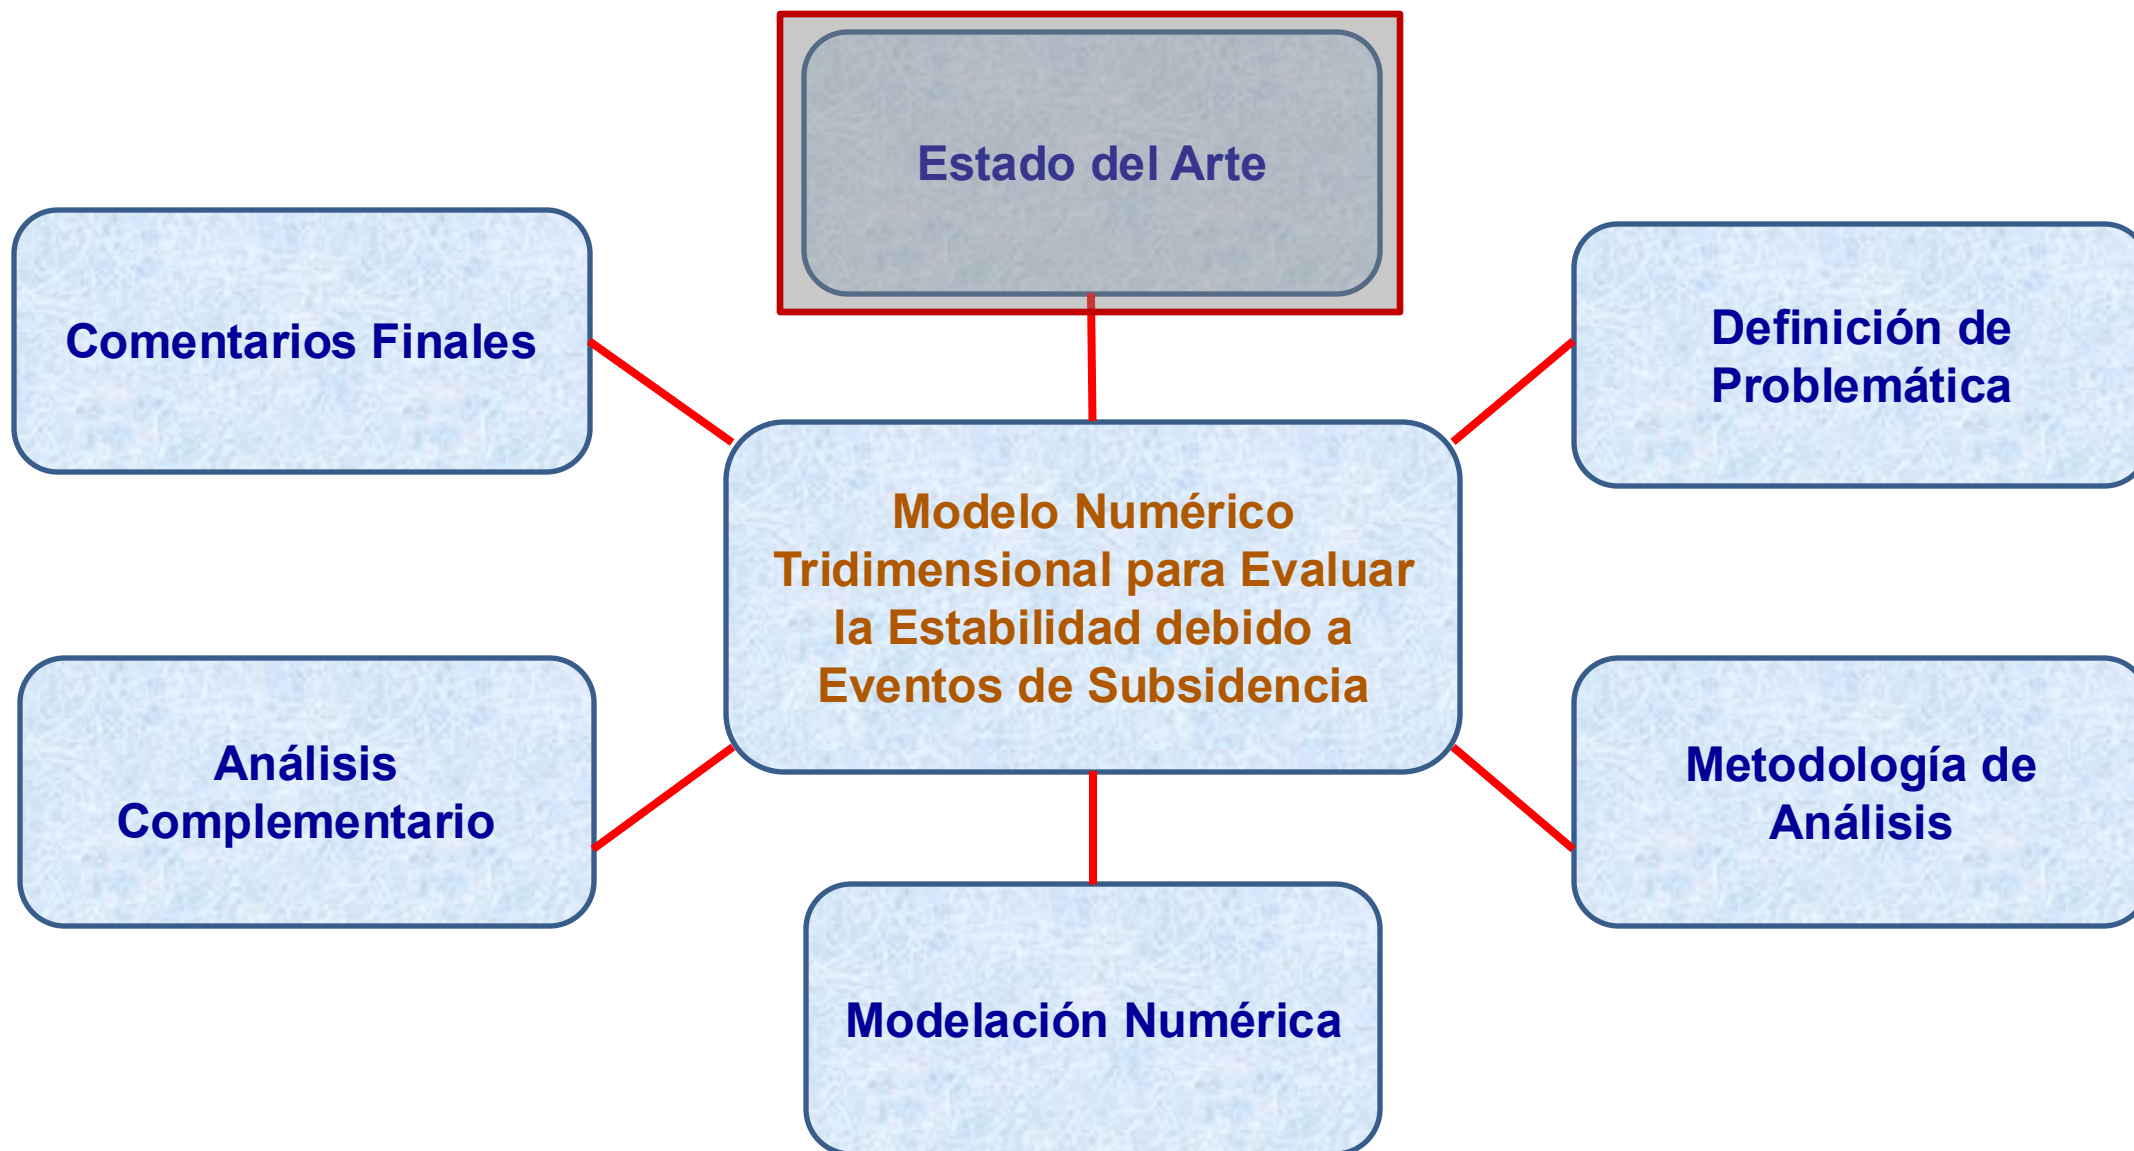 Estado del Arte
Comentarios Finales
Definición de
Problemática
Modelo Numérico
Tridimensional para Evaluar
la Estabilidad debido a
Eventos de Subsidencia
Análisis
Complementario
Metodología de
Análisis
Modelación Numérica